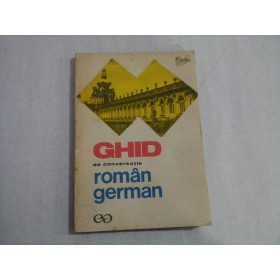 GHID
de conversație
român
german